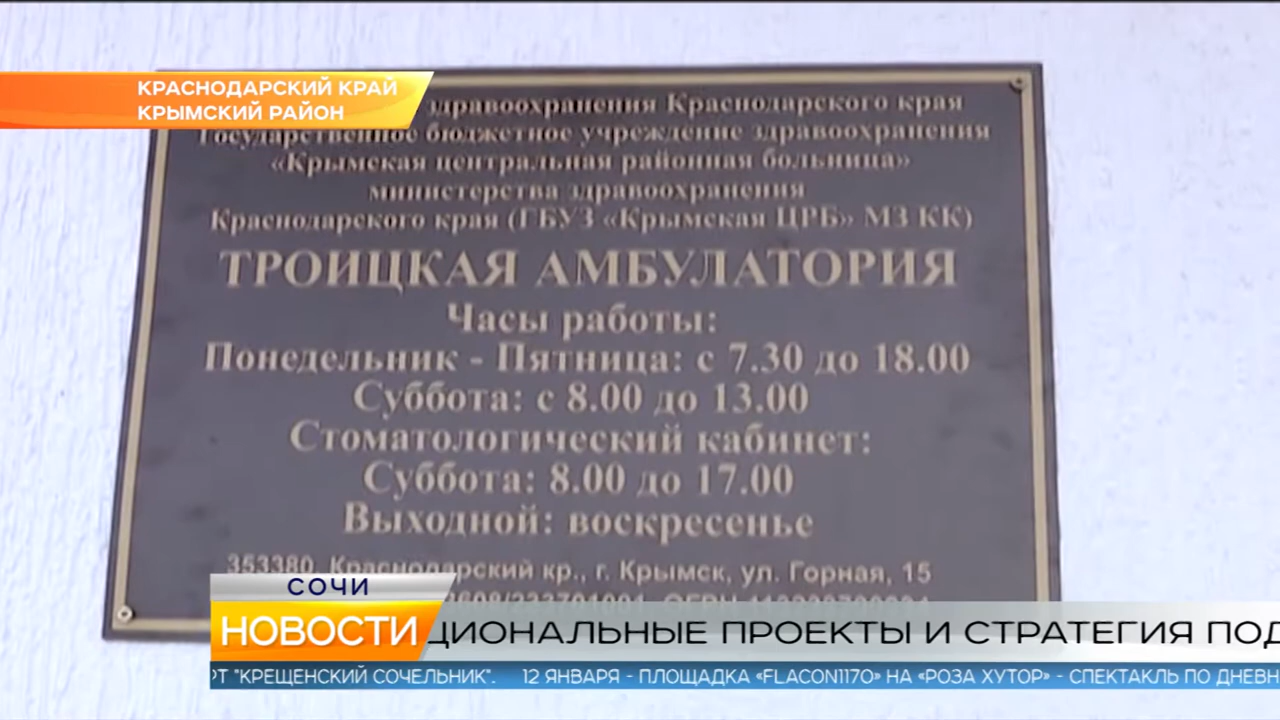 КРАСНОДАРСКИЙ КРАЙ
КРЫМСКИЙ РАЙОН
здравоохранения Краснодарского края
Государственное бюджетное учреждение здравоохранения
«Крымская центральная районная больница»
министерства здравоохранения
Краснодарского края (ГБУЗ «Крымская ЦРБ» МЗ КК)
ТРОИЦКАЯ АМБУЛАТОРИЯ
Часы работы:
Понедельник - Пятница: с 7.30 до 18.00
Суббота: с 8.00 до 13.00
Стоматологический кабинет:
Суббота: 8.00 до 17.00
Выходной: воскресенье
353380, Краснодарский кр., г. Крымск, ул. Горная, 15
СОЧИ
НОВОСТИ
ЦИОНАЛЬНЫЕ ПРОЕКТЫ И СТРАТЕГИЯ ПОД
РТ "КРЕЩЕНСКИЙ СОЧЕЛЬНИК". 12 ЯНВАРЯ - ПЛОЩАДКА «FLACON1170» НА «РОЗА ХУТОР» - СПЕКТАКЛЬ ПО ДНЕВН